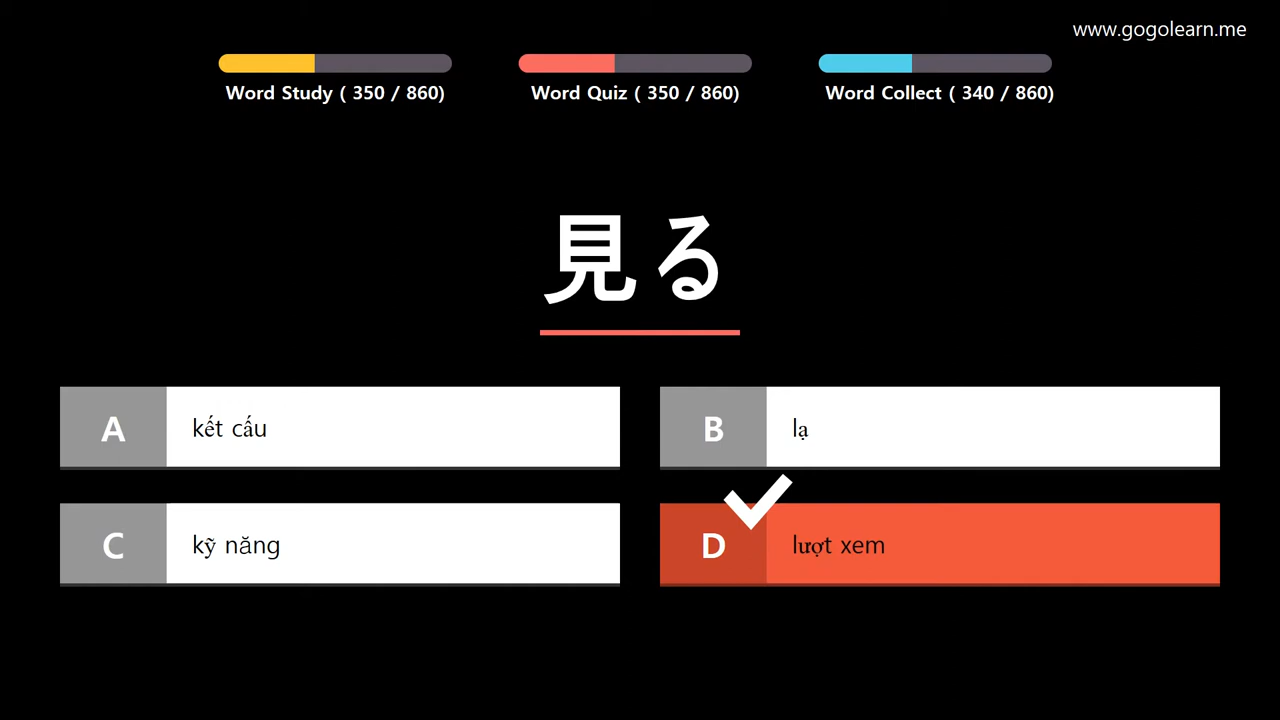 www.gogolearn.me
Word Study ( 350 / 860)
Word Quiz ( 350 / 860)
Word Collect ( 340 / 860)
見る
A
kết cấu
B
lạ
C
kỹ năng
D
lượt xem